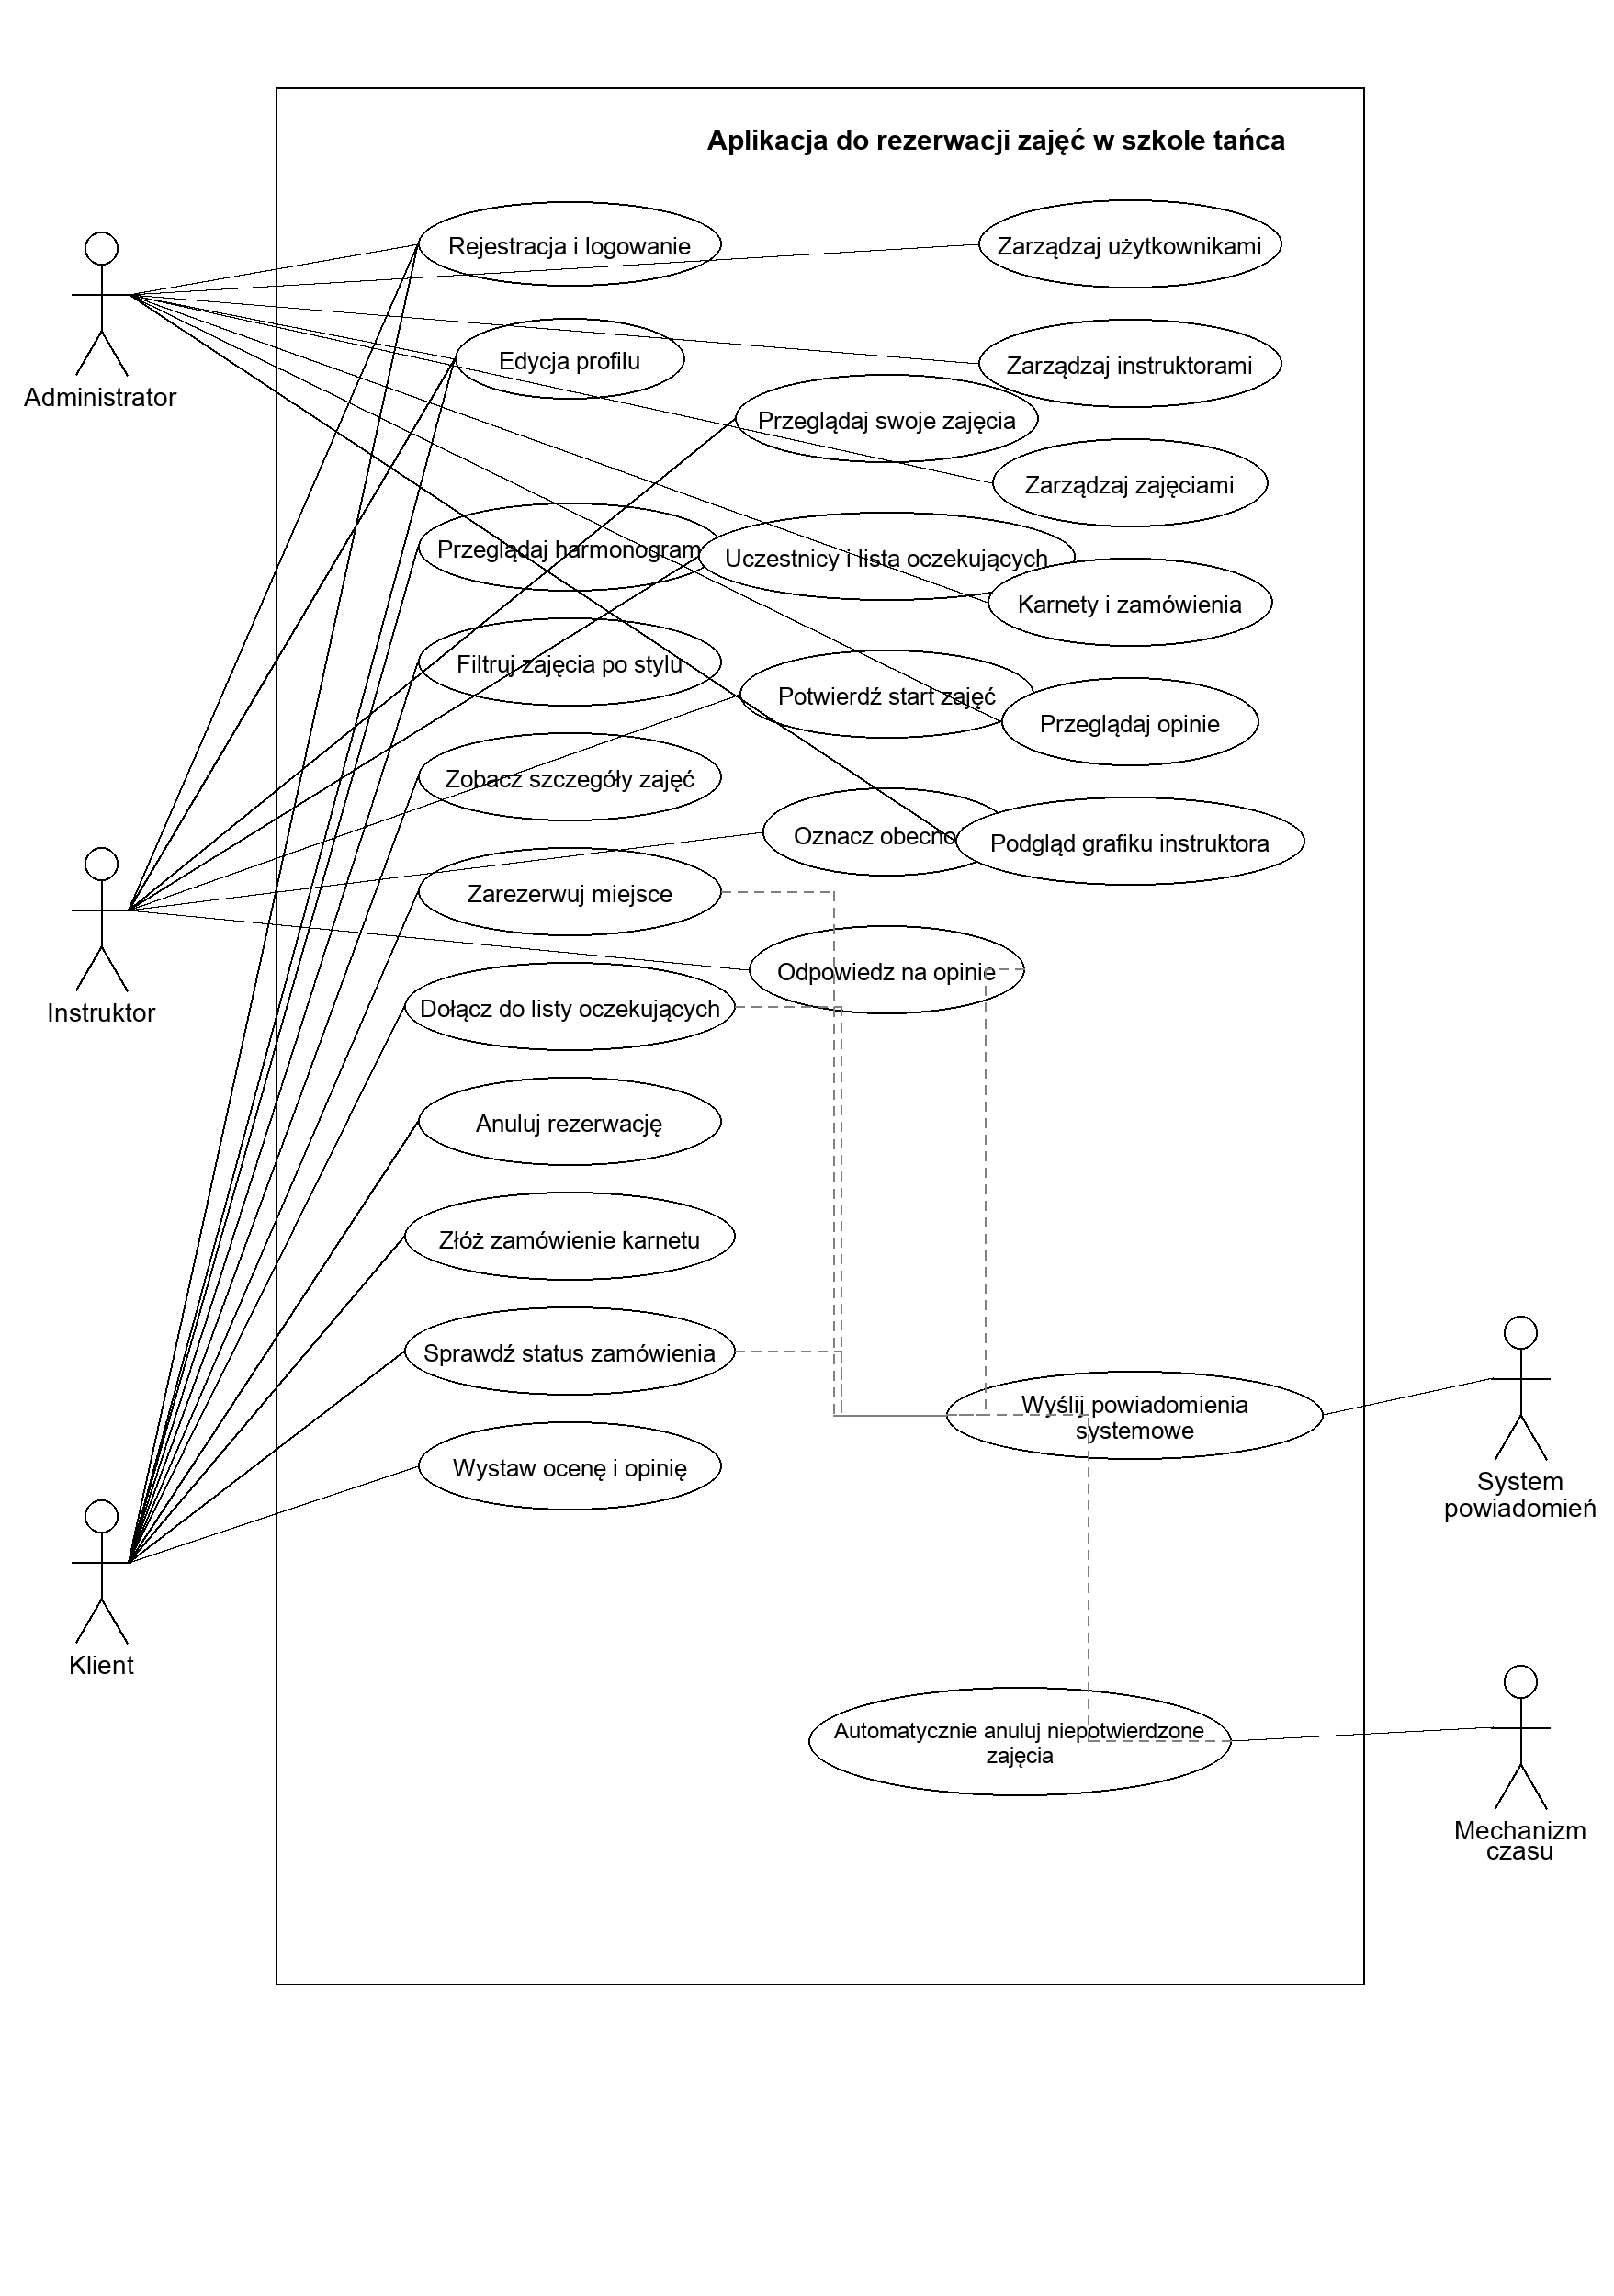 Aplikacja do rezerwacji zajęć w szkole tańca
Rejestracja i logowanie
Zarządzaj użytkownikami
Administrator
Edycja profilu
Zarządzaj instruktorami
Przeglądaj swoje zajęcia
Zarządzaj zajęciami
Przeglądaj harmonogram
Uczestnicy i lista oczekujących
Karnety i zamówienia
Filtruj zajęcia po stylu
Potwierdź start zajęć
Przeglądaj opinie
Zobacz szczegóły zajęć
Oznacz obecno
Podgląd grafiku instruktora
Zarezerwuj miejsce
Instruktor
Odpowiedz na opinie
Dołącz do listy oczekujących
Anuluj rezerwację
Złóż zamówienie karnetu
Sprawdź status zamówienia
Wyślij powiadomienia
systemowe
Wystaw ocenę i opinię
System
powiadomień
Klient
Automatycznie anuluj niepotwierdzone
zajęcia
Mechanizm
czasu